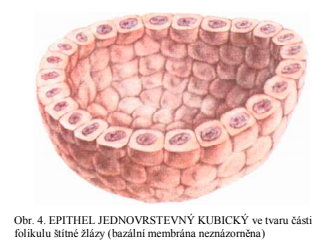 Obr. 4. EPITHEL JEDNOVRSTEVNÝ KUBICKÝ ve tvaru části
folikulu štítné žlázy (bazální membrána neznázorněna)